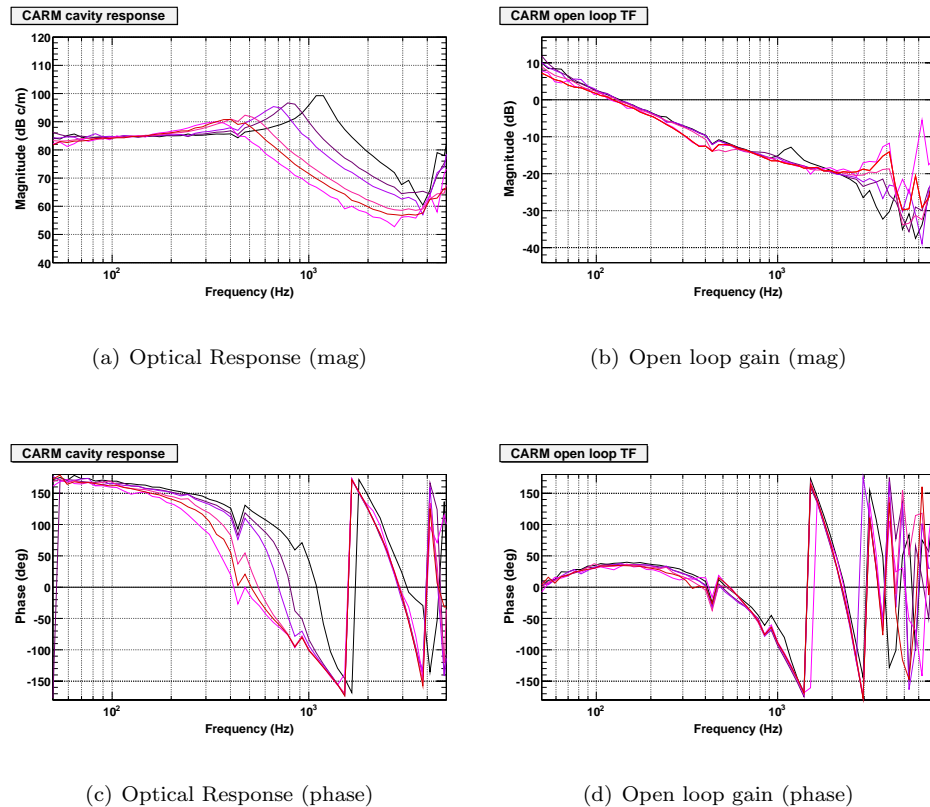 CARM cavity response
Magnitude (dB c/m)
120
110
100
90
80
70
60
50
40
10²
10³
Frequency (Hz)
(a) Optical Response (mag)
CARM open loop TF
Magnitude (dB)
10
0
-10
-20
-30
-40
10²
10³
Frequency (Hz)
(b) Open loop gain (mag)
CARM cavity response
Phase (deg)
150
100
50
0
-50
-100
-150
10²
10³
Frequency (Hz)
(c) Optical Response (phase)
CARM open loop TF
Phase (deg)
150
100
50
0
-50
-100
-150
10²
10³
Frequency (Hz)
(d) Open loop gain (phase)